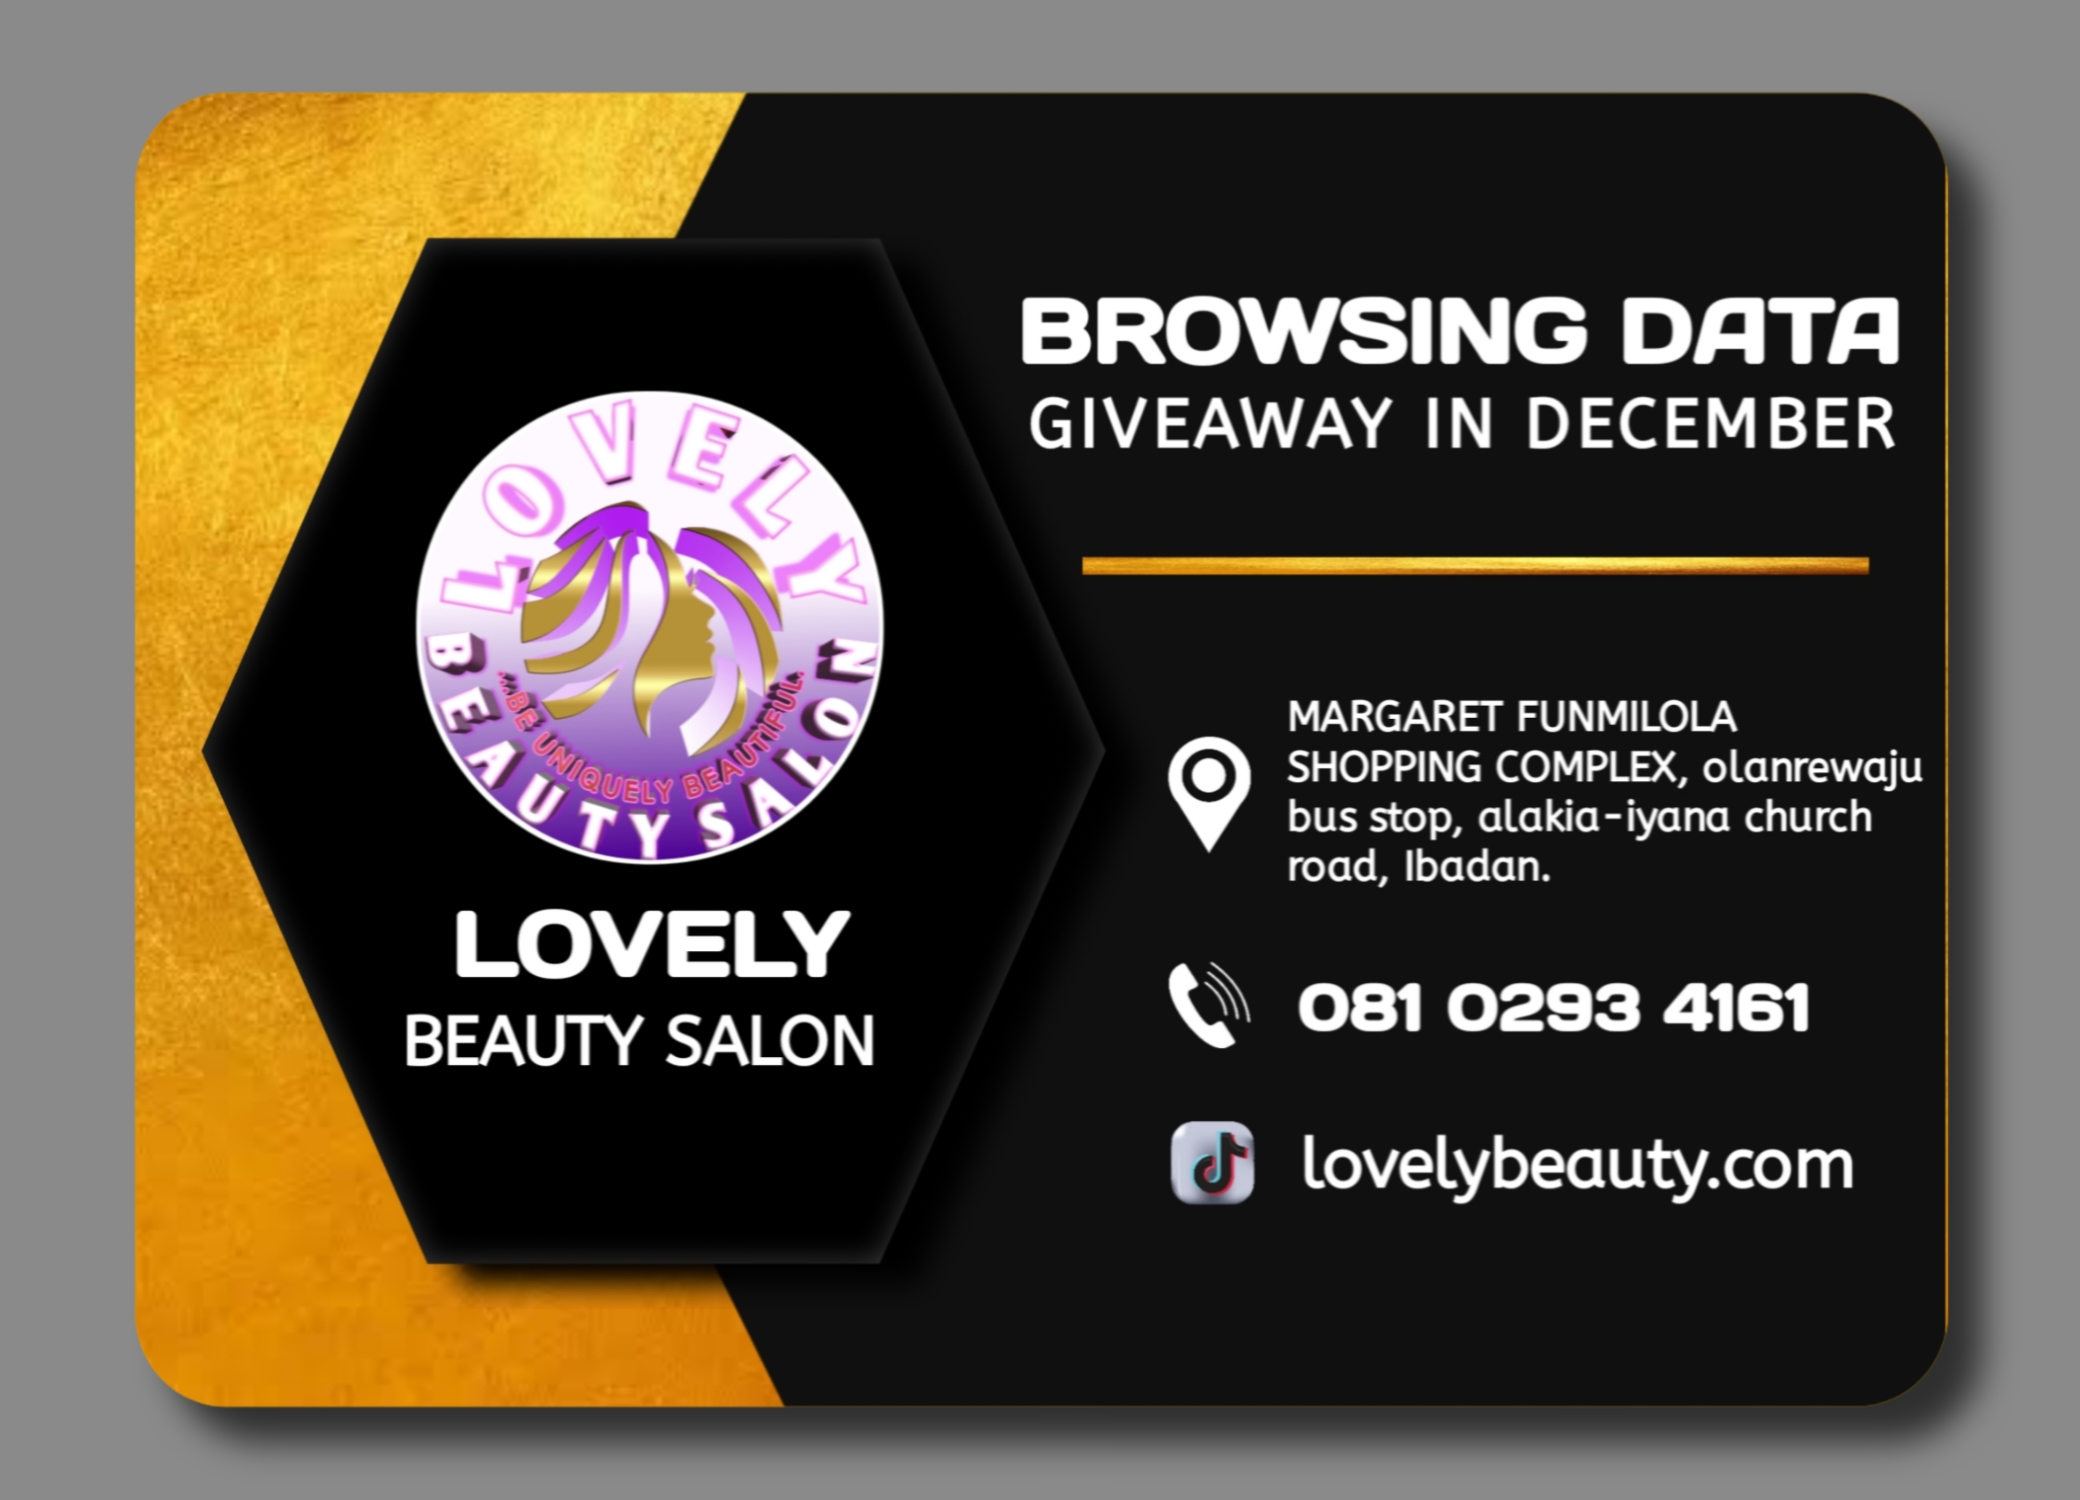 LOVELY
...BE UNIQUELY BEAUTIFUL.
BEAUTY SALON
LOVELY
BEAUTY SALON
BROWSING DATA
GIVEAWAY IN DECEMBER
MARGARET FUNMILOLA
SHOPPING COMPLEX, olanrewaju
bus stop, alakia-iyana church
road, Ibadan.
081 0293 4161
lovelybeauty.com